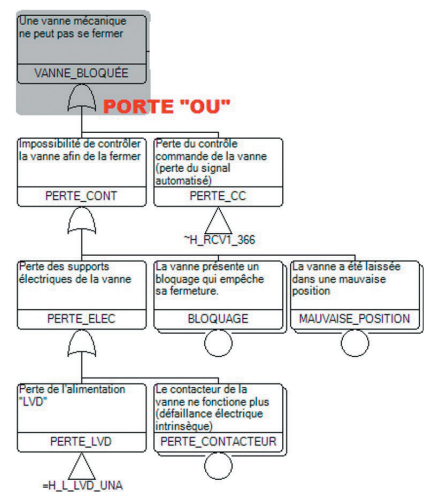 Une vanne mécanique
ne peut pas se fermer
VANNE_BLOQUÉE
PORTE "OU"
Impossibilité de contrôler
la vanne afin de la fermer
PERTE_CONT
Perte du contrôle
commande de la vanne
(perte du signal
automatisé)
PERTE_CC
~H_RCV1_366
Perte des supports
électriques de la vanne
PERTE_ELEC
La vanne présente un
bloquage qui empêche
sa fermeture.
BLOQUAGE
La vanne a été laissée
dans une mauvaise
position
MAUVAISE_POSITION
Perte de l'alimentation
"LVD"
PERTE_LVD
=H_L_LVD_UNA
Le contacteur de la
vanne ne fonctione plus
(défaillance électrique
intrinsèque)
PERTE_CONTACTEUR